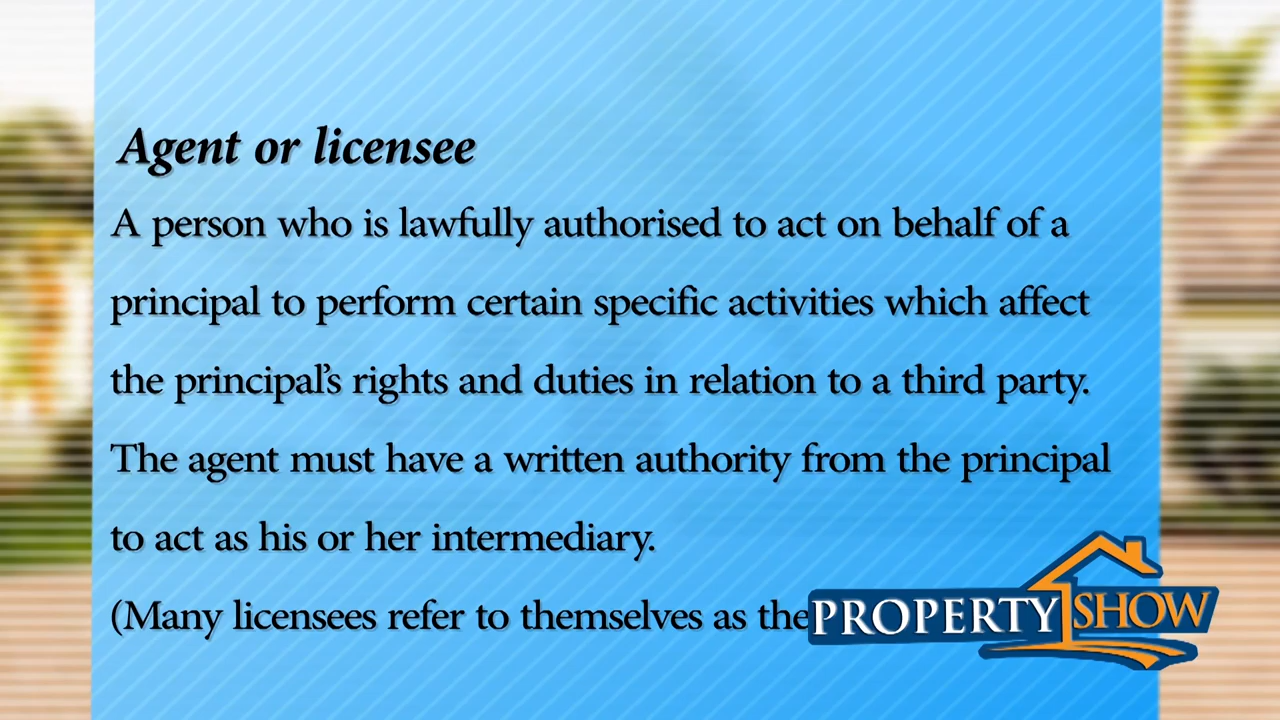 Agent or licensee
A person who is lawfully authorised to act on behalf of a
principal to perform certain specific activities which affect
the principal's rights and duties in relation to a third party.
The agent must have a written authority from the principal
to act as his or her intermediary.
(Many licensees refer to themselves as the
PROPERTY SHOW